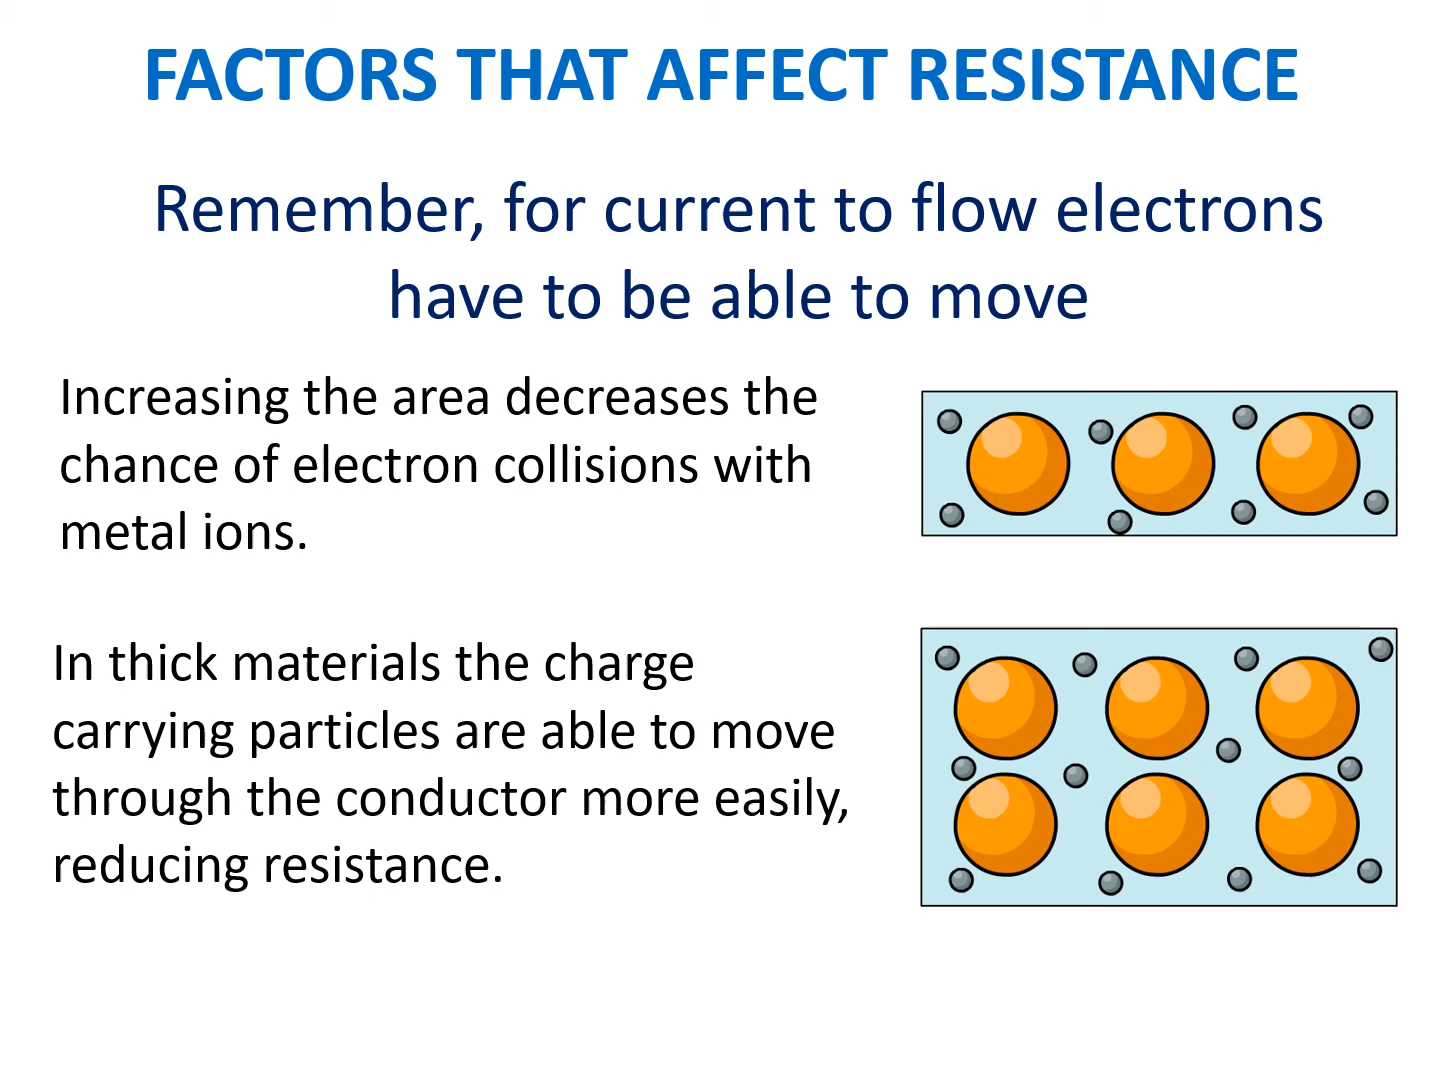 FACTORS THAT AFFECT RESISTANCE
Remember, for current to flow electrons
have to be able to move
Increasing the area decreases the
chance of electron collisions with
metal ions.
In thick materials the charge
carrying particles are able to move
through the conductor more easily,
reducing resistance.